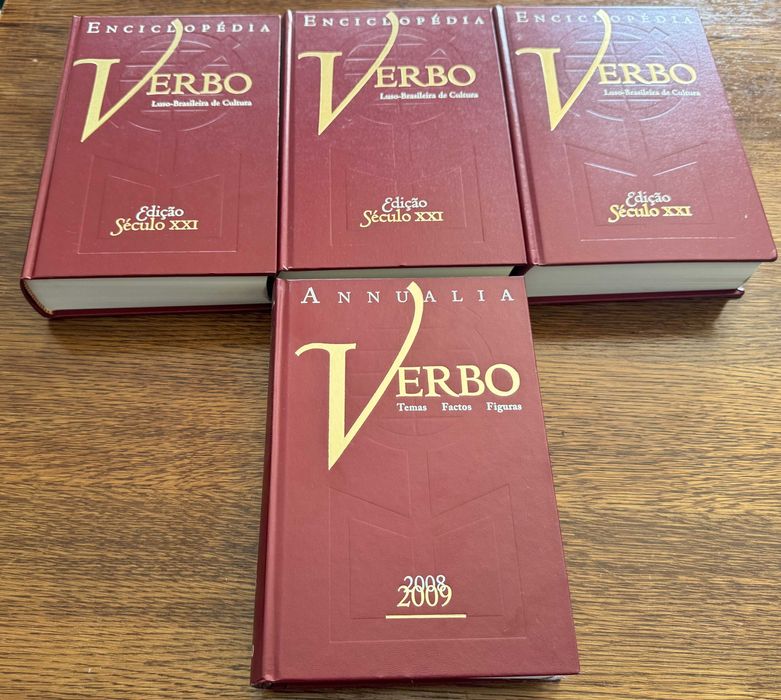 ENCICLOPÉDIA
VERBO
Luso-Brasileira de Cultura
Edição
Século XXI
ENCICLOPÉDIA
VERBO
Luso-Brasileira de Cultura
Edição
Século XXI
ENCICLOPÉDIA
VERBO
Luso-Brasileira de Cultura
Edição
Século XXI
ANNUALIA
VERBO
Temas Factos Figuras
2008
2009